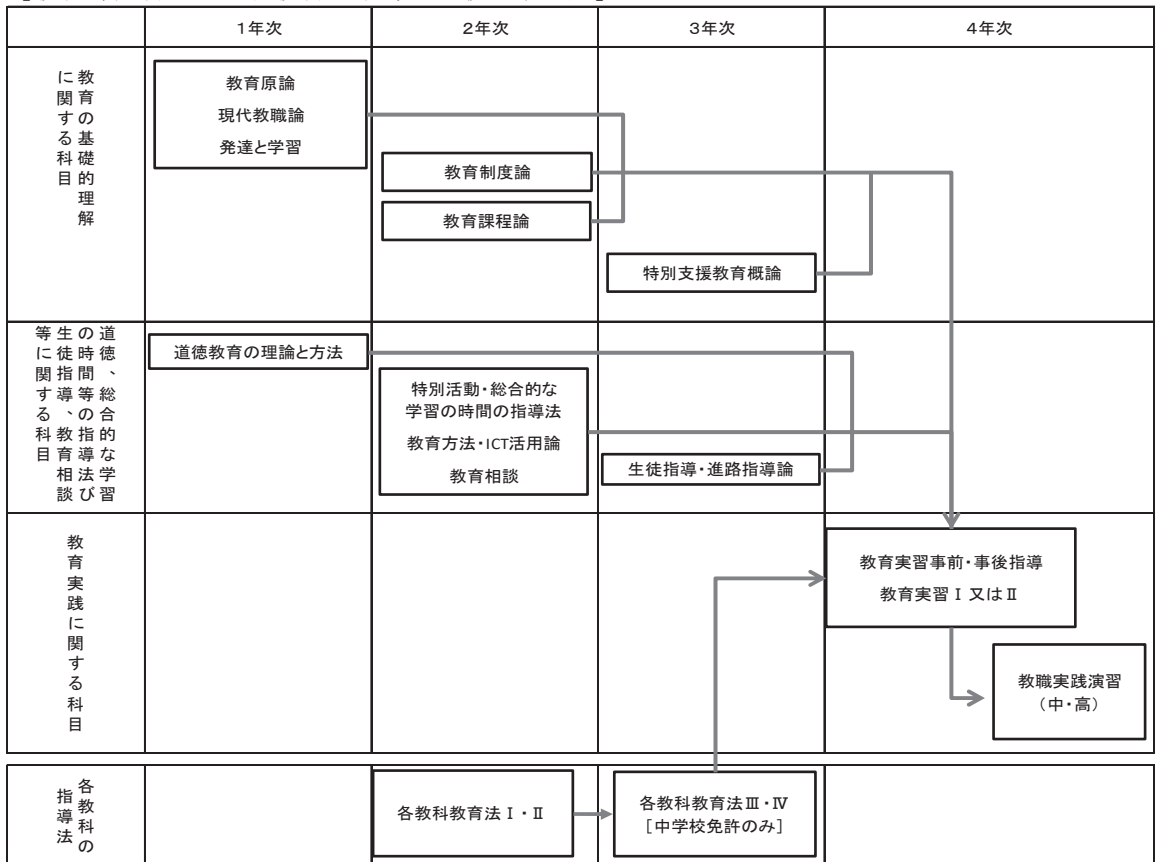 1年次
2年次
3年次
4年次
教育の基礎的理解
に関する科目
教育原論
現代教職論
発達と学習
教育制度論
教育課程論
特別支援教育概論
道徳、総合的な学習
の時間等の指導法び
生徒指導、教育相談
等に関する科目
道徳教育の理論と方法
特別活動・総合的な
学習の時間の指導法
教育方法・ICT活用論
教育相談
生徒指導・進路指導論
教育実践に関する科目
教育実習事前・事後指導
教育実習Ⅰ又はⅡ
教職実践演習
（中・高）
各教科の
指導法
各教科教育法Ⅰ・Ⅱ
各教科教育法Ⅲ・Ⅳ
［中学校免許のみ］